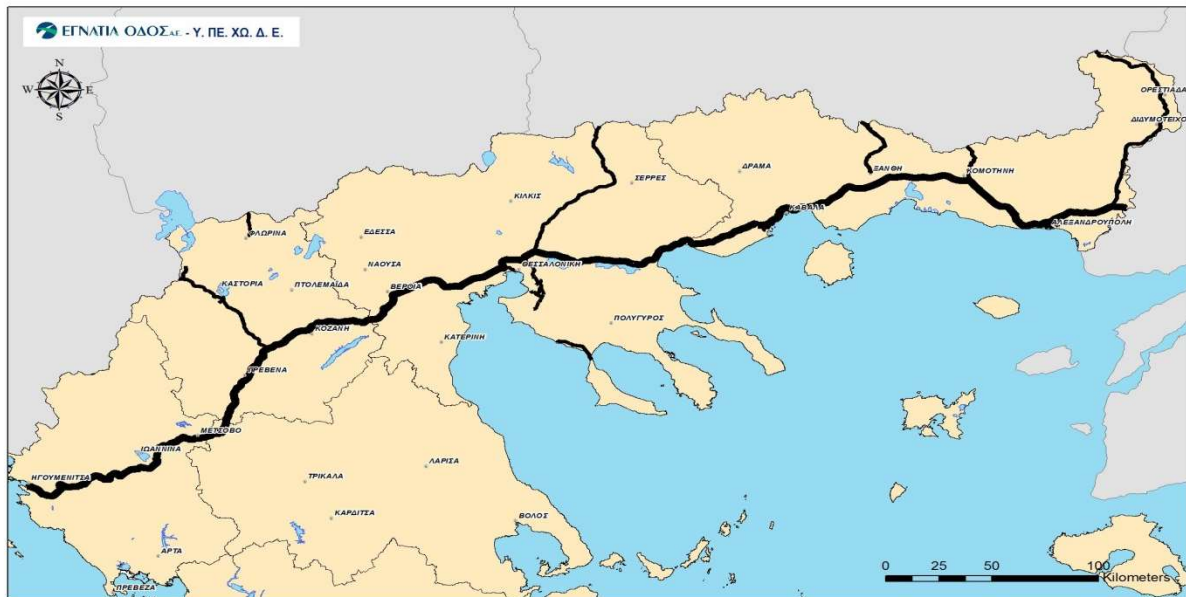 ΕΓΝΑΤΙΑ ΟΔΟΣ Α.Ε. - Υ. ΠΕ. ΧΩ. Δ. Ε.
N
W E
S
ΟΡΕΣΤΙΑΔΑ
ΔΙΔΥΜΟΤΕΙΧΟ
ΔΡΑΜΑ
ΞΑΝΘΗ
ΚΟΜΟΤΗΝΗ
ΣΕΡΡΕΣ
ΚΙΛΚΙΣ
ΚΑΒΑΛΑ
ΑΛΕΞΑΝΔΡΟΥΠΟΛΗ
ΦΛΩΡΙΝΑ
ΕΔΕΣΣΑ
ΘΕΣΣΑΛΟΝΙΚΗ
ΝΑΟΥΣΑ
ΚΑΣΤΟΡΙΑ
ΠΤΟΛΕΜΑΪΔΑ
ΒΕΡΟΙΑ
ΠΟΛΥΓΥΡΟΣ
ΚΟΖΑΝΗ
ΚΑΤΕΡΙΝΗ
ΓΡΕΒΕΝΑ
ΜΕΤΣΟΒΟ
ΙΩΑΝΝΙΝΑ
ΛΑΡΙΣΑ
ΗΓΟΥΜΕΝΙΤΣΑ
ΤΡΙΚΑΛΑ
ΚΑΡΔΙΤΣΑ
ΒΟΛΟΣ
ΑΡΤΑ
ΠΡΕΒΕΖΑ
0 25 50 100
Kilometers